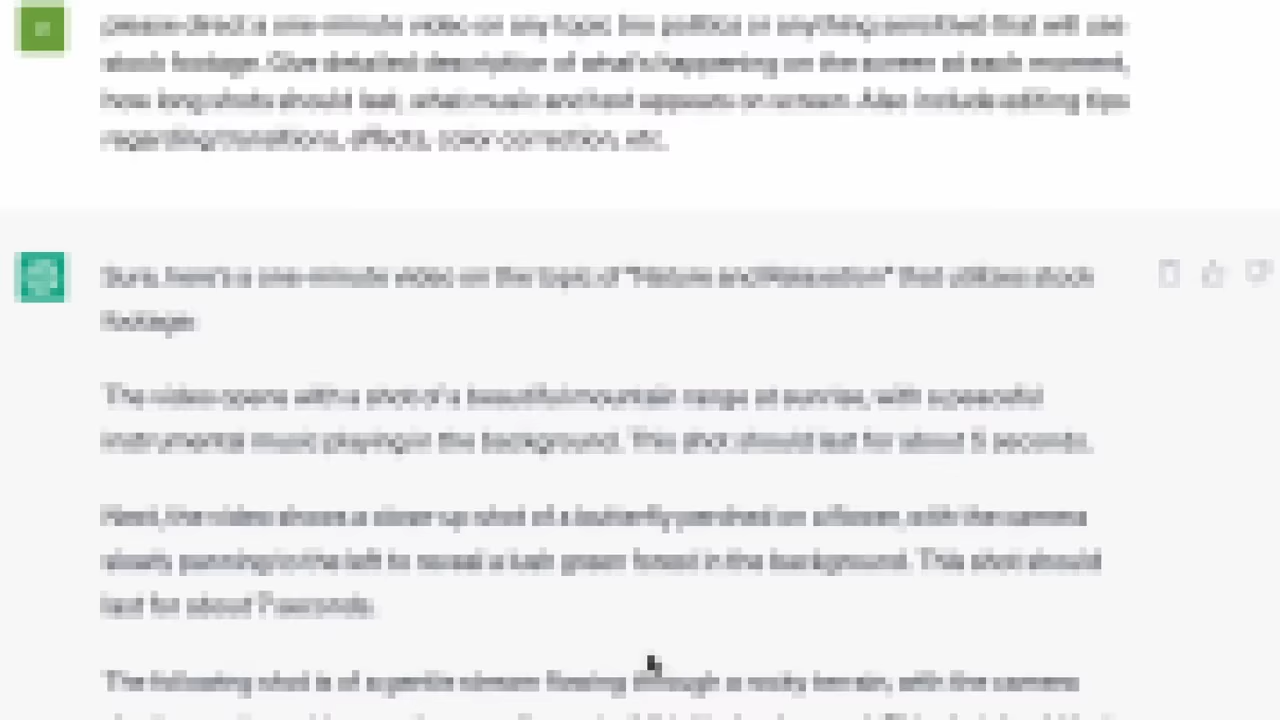 please direct a one-minute video on any topic (no politics or anything sensitive) that will use
stock footage. Give detailed description of what's happening on the screen at each moment,
how long shots should last, what music and text appears on screen. Also, include editing tips
regarding transitions, effects, color correction, etc.
Sure, here's a one-minute video on the topic of "Nature and Relaxation" that utilizes stock
footage:
The video opens with a shot of a beautiful mountain range at sunrise, with a peaceful
instrumental music playing in the background. This shot should last for about 5 seconds.
Next, the video shows a close-up shot of a butterfly perched on a flower, with the camera
slowly panning to the left to reveal a lush green forest in the background. This shot should
last for about 7 seconds.
The following shot is of a gentle stream flowing through a rocky terrain, with the camera